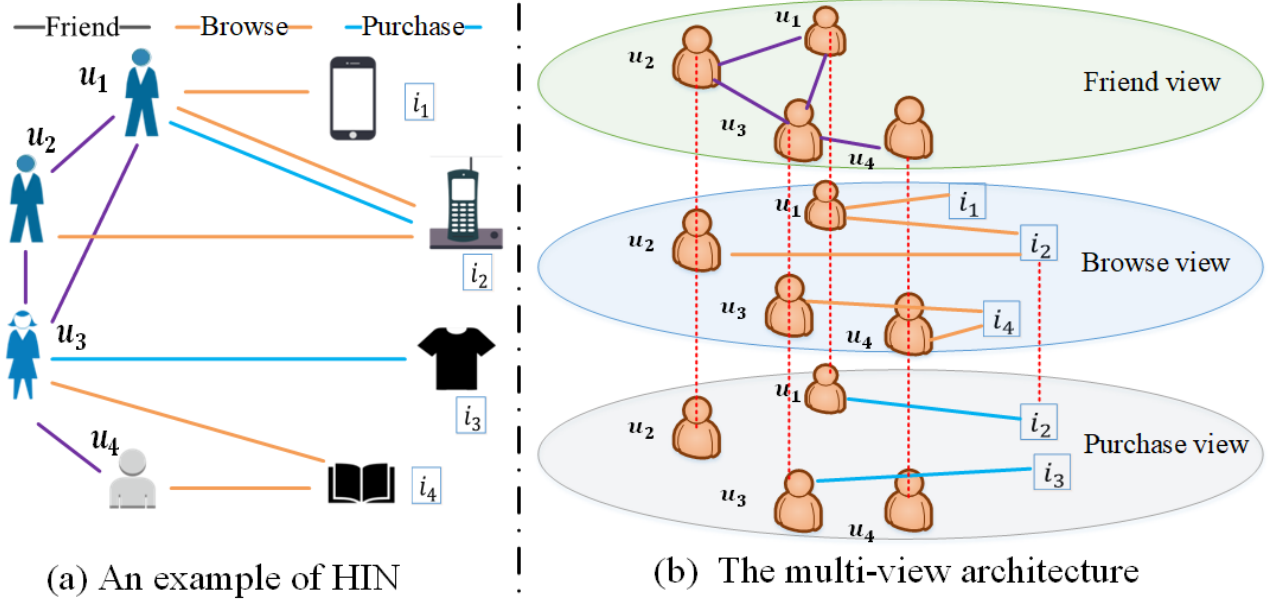 Friend Browse Purchase
u₁
i₁
u₂
i₂
u₃
i₃
u₄
i₄
(a) An example of HIN
u₁
u₂
Friend view
u₃
u₄
u₁
i₁
u₂
i₂
Browse view
u₃
i₄
u₄
u₁
i₂
u₂
Purchase view
i₃
u₃
u₄
(b) The multi-view architecture